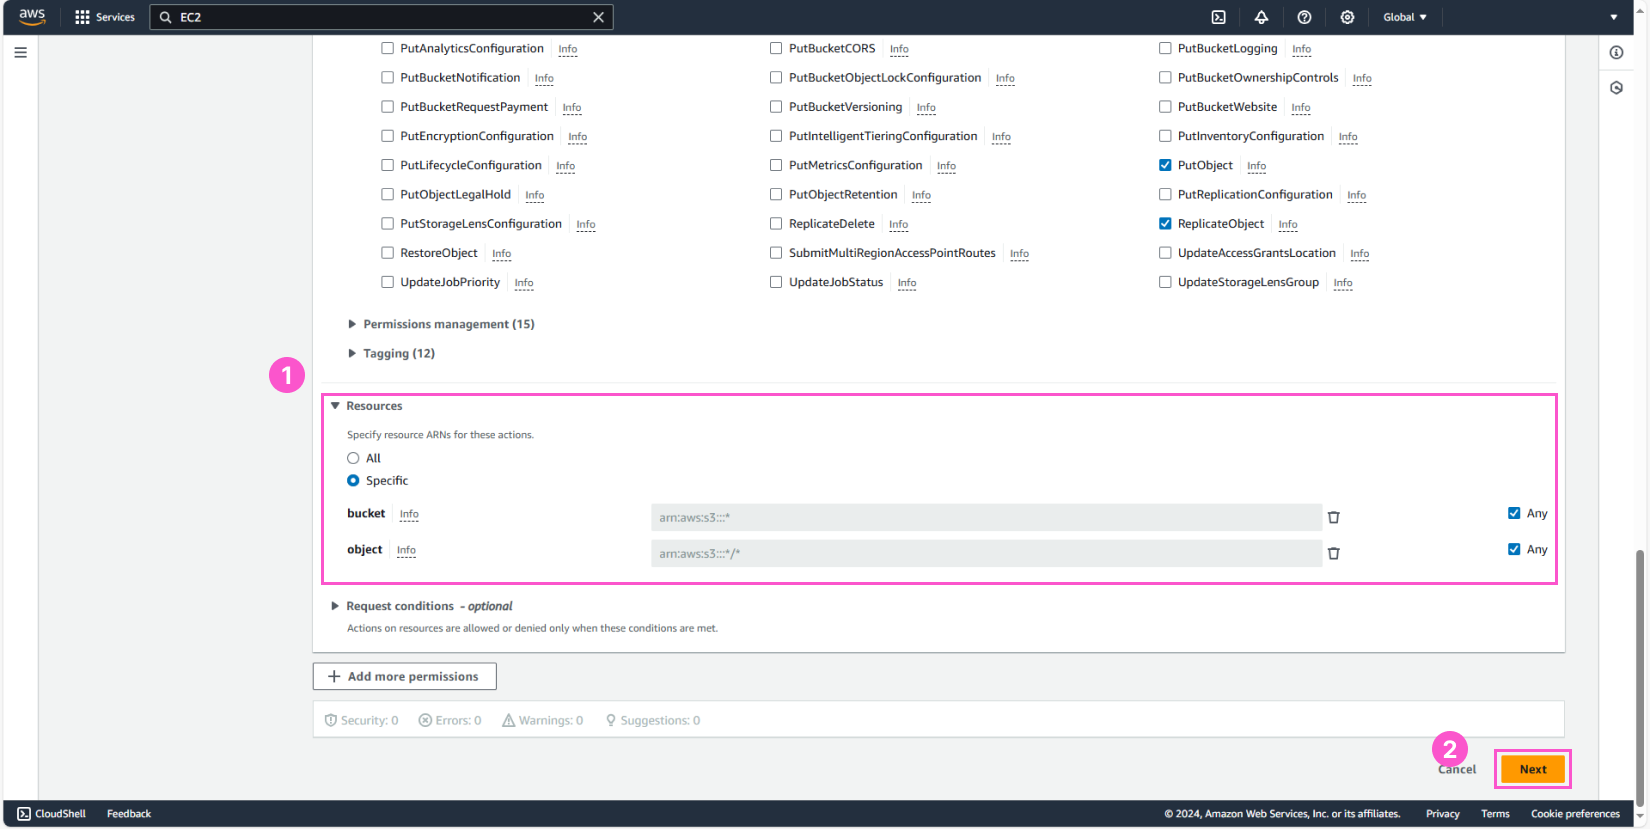 aws Services EC2 Global
PutAnalyticsConfiguration Info PutBucketCORS Info PutBucketLogging Info
PutBucketNotification Info PutBucketObjectLockConfiguration Info PutBucketOwnershipControls Info
PutBucketRequestPayment Info PutBucketVersioning Info PutBucketWebsite Info
PutEncryptionConfiguration Info PutIntelligentTieringConfiguration Info PutInventoryConfiguration Info
PutLifecycleConfiguration Info PutMetricsConfiguration Info PutObject Info
PutObjectLegalHold Info PutObjectRetention Info PutReplicationConfiguration Info
PutStorageLensConfiguration Info ReplicateDelete Info ReplicateObject Info
RestoreObject Info SubmitMultiRegionAccessPointRoutes Info UpdateAccessGrantsLocation Info
UpdateJobPriority Info UpdateJobStatus Info UpdateStorageLensGroup Info
Permissions management (15)
Tagging (12)
1
Resources
Specify resource ARNs for these actions.
All
Specific
bucket Info arn:aws:s3:::* Any
object Info arn:aws:s3:::*/* Any
Request conditions - optional
Actions on resources are allowed or denied only when these conditions are met.
Add more permissions
Security: 0 Errors: 0 Warnings: 0 Suggestions: 0
2
Cancel Next
CloudShell Feedback © 2024, Amazon Web Services, Inc. or its affiliates. Privacy Terms Cookie preferences